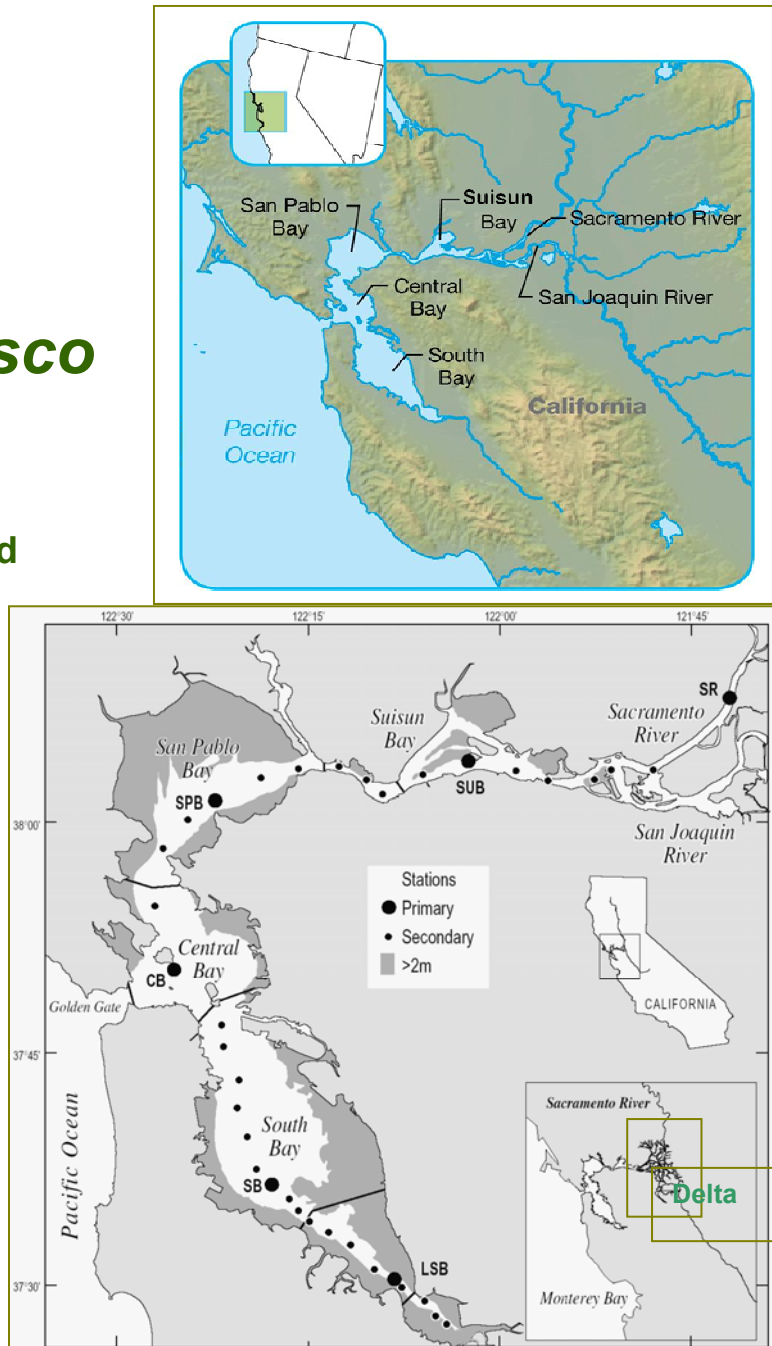 sco
d
San Pablo
Bay
Suisun
Bay
Sacramento River
Central
Bay
San Joaquin River
South
Bay
California
Pacific
Ocean
122°30'
122°15'
122°00'
121°45'
SR
Suisun
Bay
Sacramento
River
San Pablo
Bay
SPB
SUB
38°00'
San Joaquin
River
Stations
Primary
Secondary
>2m
Central
Bay
CB
Golden Gate
CALIFORNIA
37°45'
Pacific Ocean
South
Bay
SB
LSB
37°30'
Sacramento River
Delta
Monterey Bay